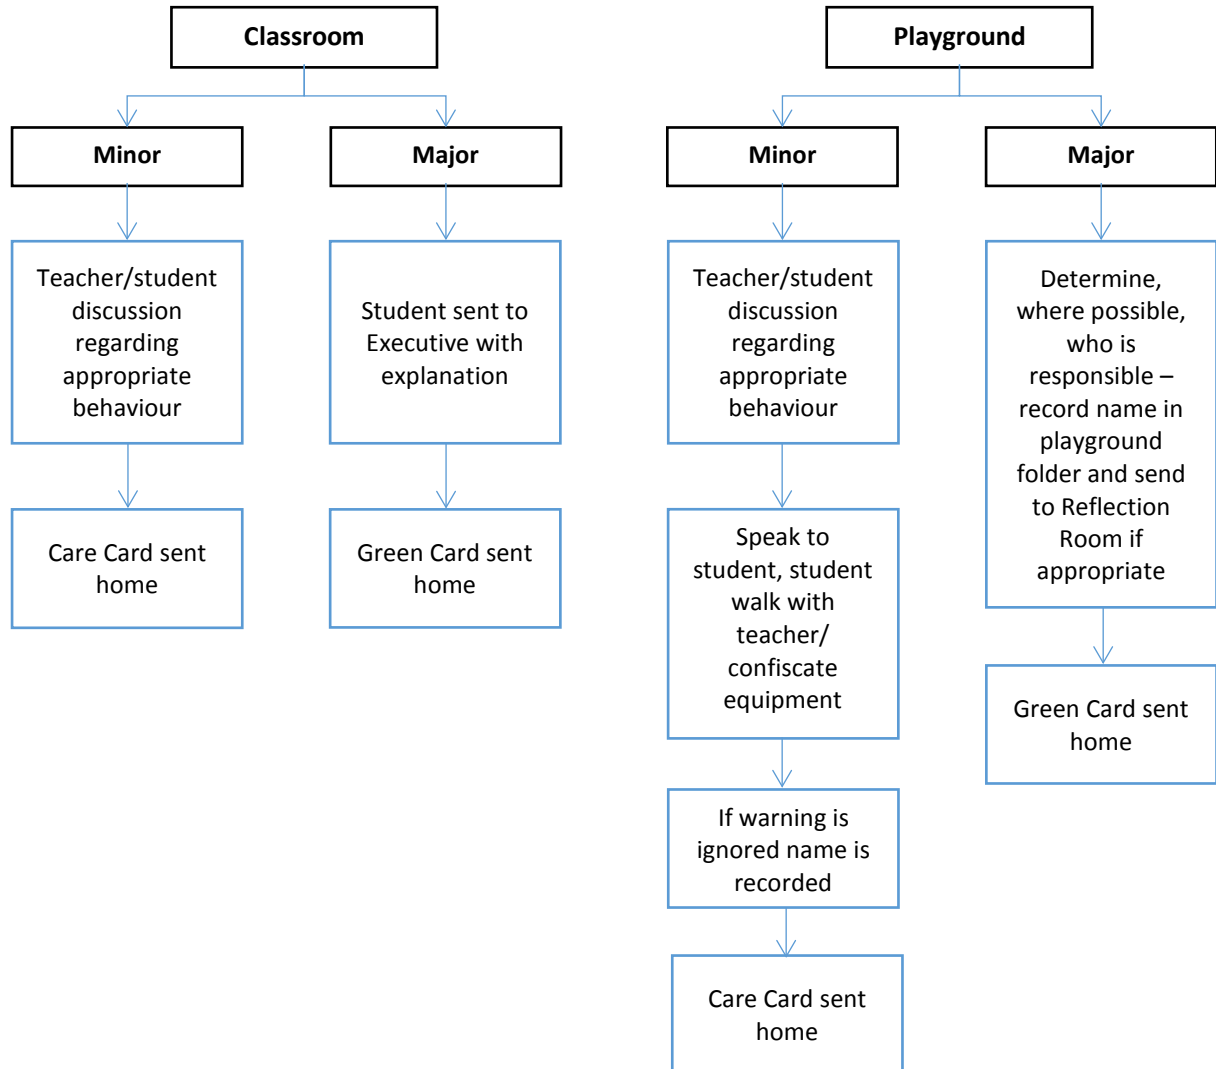 Classroom
Playground
Minor
Major
Minor
Major
Teacher/student
discussion
regarding
appropriate
behaviour
Student sent to
Executive with
explanation
Teacher/student
discussion
regarding
appropriate
behaviour
Determine,
where possible,
who is
responsible –
record name in
playground
folder and send
to Reflection
Room if
appropriate
Care Card sent
home
Green Card sent
home
Speak to
student, student
walk with
teacher/
confiscate
equipment
Green Card sent
home
If warning is
ignored name is
recorded
Care Card sent
home